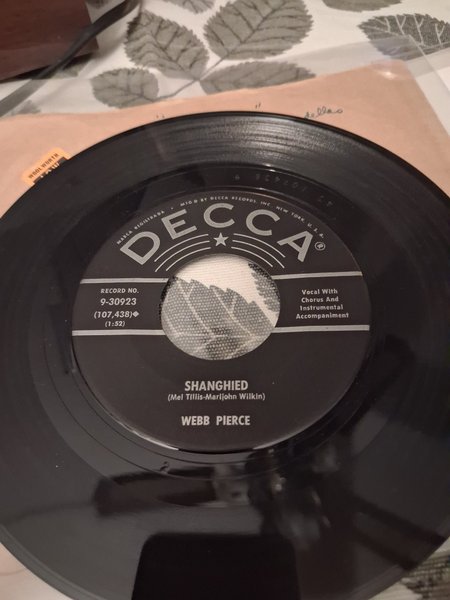 MARCA REGISTRADA • MFD ® BY DECCA RECORDS, INC. NEW YORK, U. S. A.
DECCA®
RECORD NO.
9-30923
(107,438)◆
(1:52)
Vocal With
Chorus And
Instrumental
Accompaniment
SHANGHIED
(Mel Tillis-Marijohn Wilkin)
WEBB PIERCE